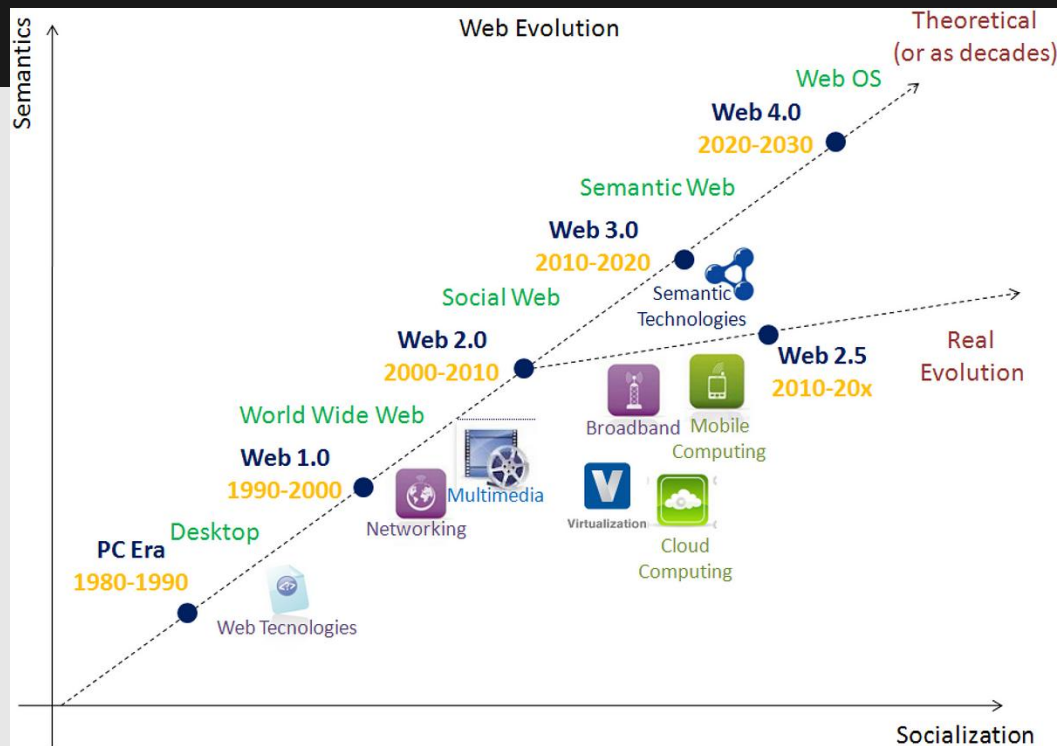 Web Evolution
Semantics
Theoretical
(or as decades)
Web OS
Web 4.0
2020-2030
Semantic Web
Web 3.0
2010-2020
Semantic
Technologies
Social Web
Web 2.0
2000-2010
Web 2.5
2010-20x
Real
Evolution
Broadband
Mobile
Computing
World Wide Web
Web 1.0
1990-2000
Multimedia
Networking
V
Virtualization
Cloud
Computing
Desktop
PC Era
1980-1990
Web Tecnologies
Socialization